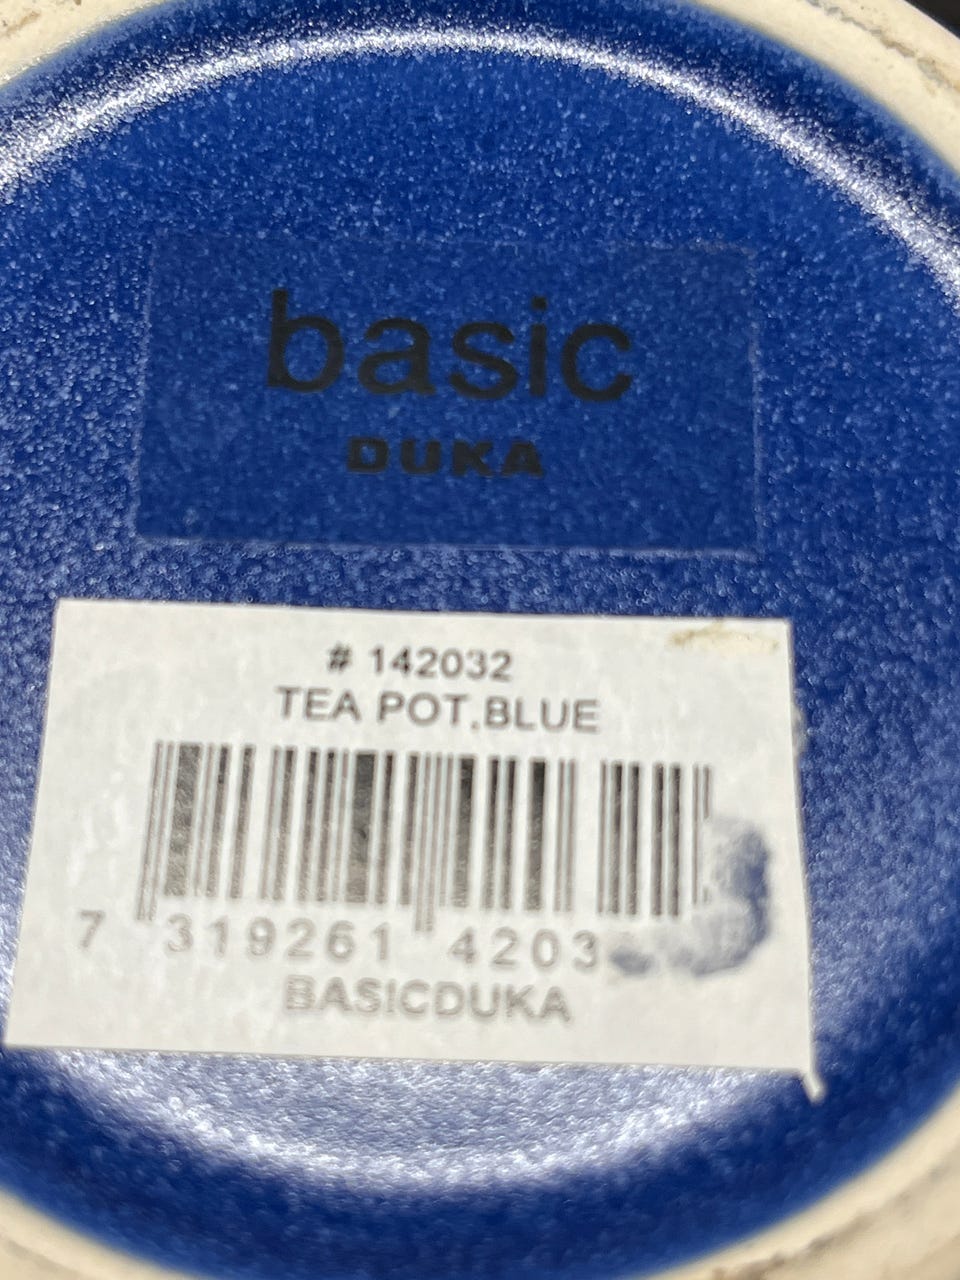 basic
DUKA
# 142032
TEA POT,BLUE
7 319261 4203
BASICDUKA